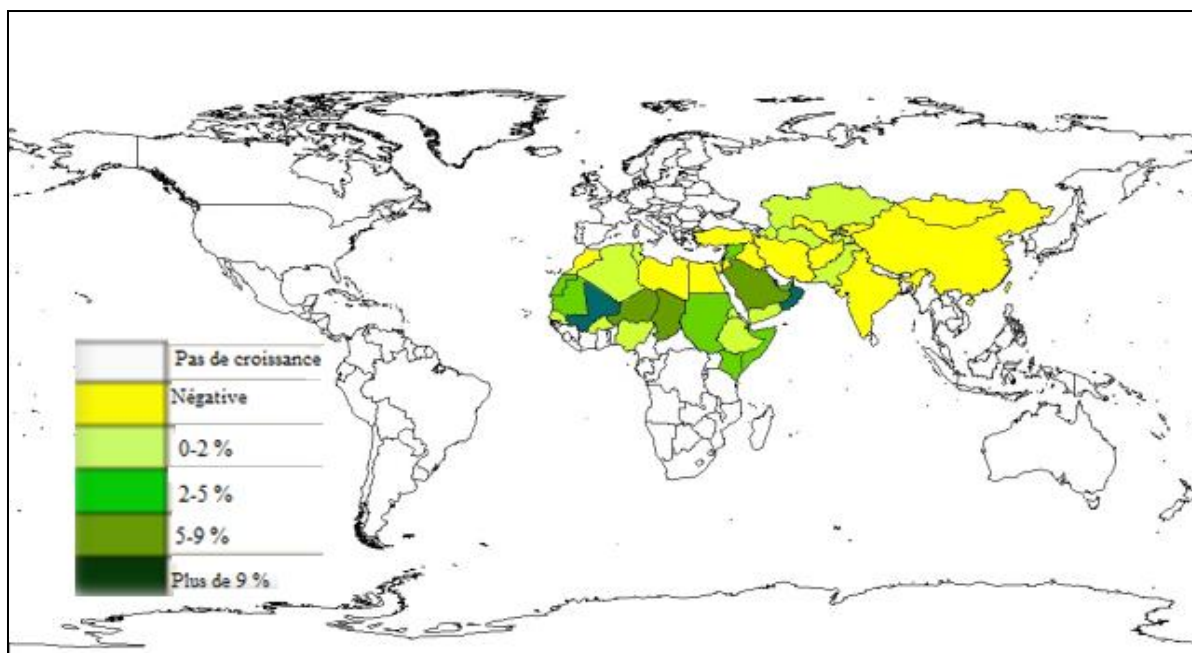 Pas de croissance
Négative
0-2 %
2-5 %
5-9 %
Plus de 9 %